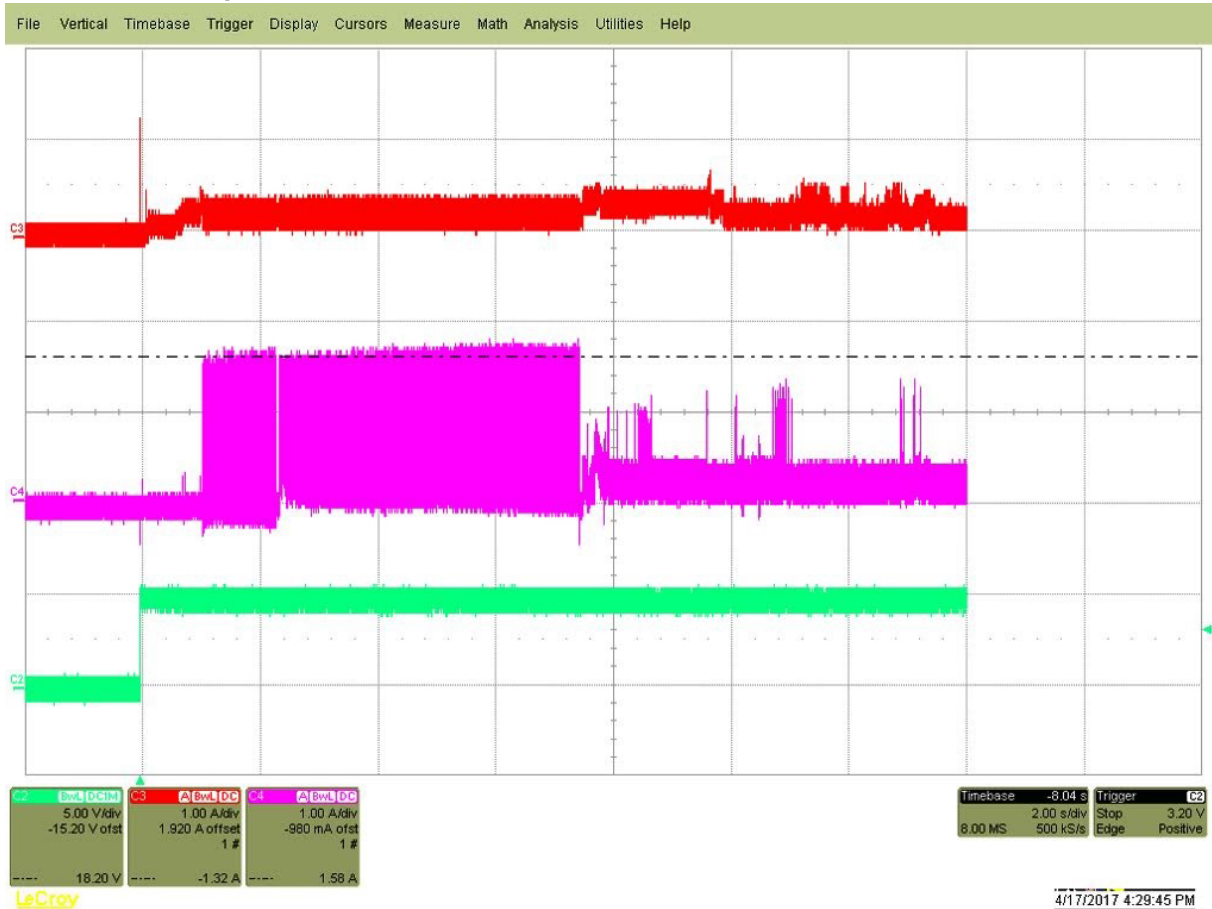 File Vertical Timebase Trigger Display Cursors Measure Math Analysis Utilities Help
C3
C4
C2
C2 BwL DC1M
5.00 V/div
-15.20 V ofst
18.20 V
C3 A BwL DC
1.00 A/div
1.920 A offset
1 #
-1.32 A
C4 A BwL DC
1.00 A/div
-980 mA ofst
1 #
1.58 A
Timebase -8.04 s
2.00 s/div
8.00 MS 500 kS/s
Trigger C2
Stop 3.20 V
Edge Positive
LeCroy
4/17/2017 4:29:45 PM